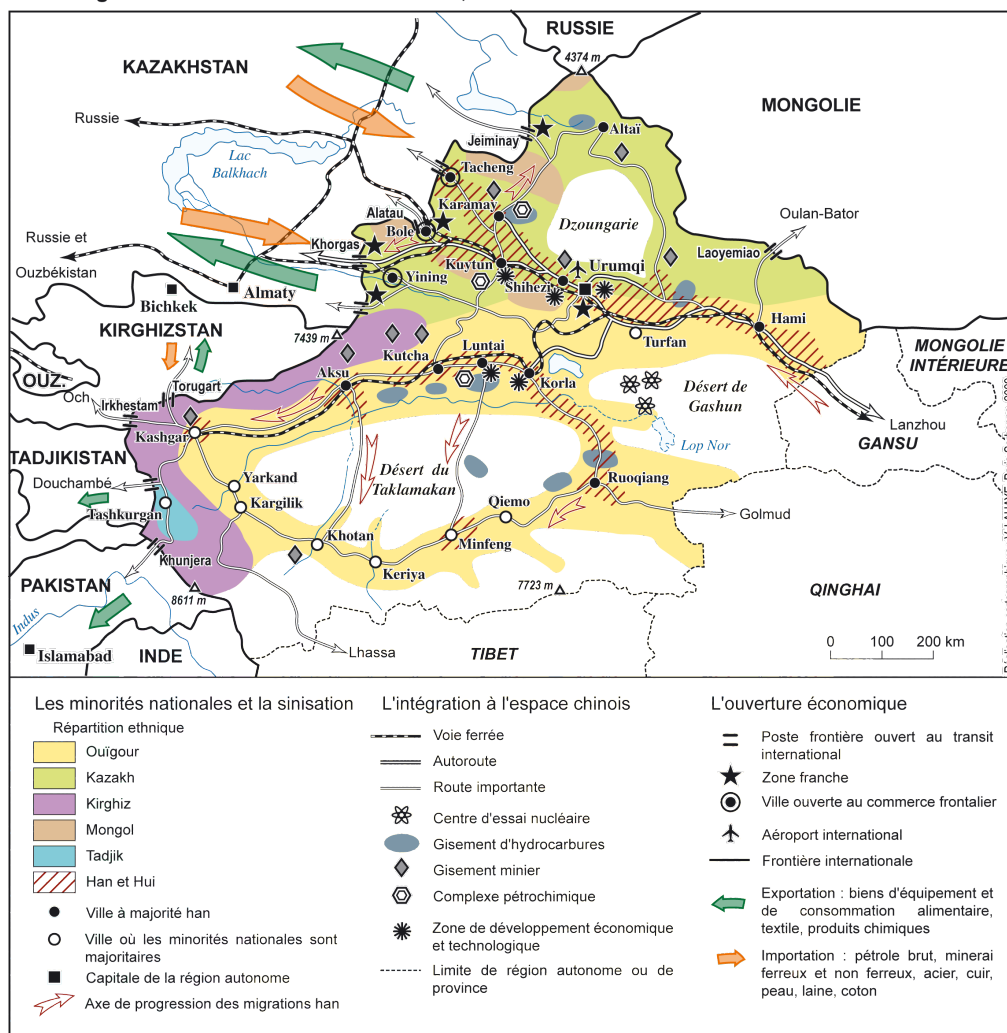 RUSSIE
4374 m
KAZAKHSTAN
MONGOLIE
Russie
Jeiminay
Altaï
Lac
Balkhach
Tacheng
Karamay
Dzoungarie
Oulan-Bator
Alatau
Bole
Khorgas
Laoyemiao
Russie et
Ouzbékistan
Kuytun
Urumqi
Yining
Shihezi
Almaty
Bichkek
Hami
KIRGHIZSTAN
7439 m
Turfan
Luntai
Kutcha
MONGOLIE
INTÉRIEURE
OUZ.
Aksu
Korla
Torugart
Och
Désert de
Gashun
Irkhestam
Lanzhou
Kashgar
Lop Nor
GANSU
TADJIKISTAN
Douchambé
Yarkand
Désert du
Taklamakan
Ruoqiang
Kargilik
Qiemo
Tashkurgan
Golmud
Khotan
Minfeng
Khunjera
Keriya
PAKISTAN
7723 m
QINGHAI
8611 m
Indus
Islamabad
INDE
Lhassa
TIBET
0 100 200 km
Les minorités nationales et la sinisation
Répartition ethnique
Ouïgour
Kazakh
Kirghiz
Mongol
Tadjik
Han et Hui
Ville à majorité han
Ville où les minorités nationales sont
majoritaires
Capitale de la région autonome
Axe de progression des migrations han
L'intégration à l'espace chinois
Voie ferrée
Autoroute
Route importante
Centre d'essai nucléaire
Gisement d'hydrocarbures
Gisement minier
Complexe pétrochimique
Zone de développement économique
et technologique
Limite de région autonome ou de
province
L'ouverture économique
Poste frontière ouvert au transit
international
Zone franche
Ville ouverte au commerce frontalier
Aéroport international
Frontière internationale
Exportation : biens d'équipement et
de consommation alimentaire,
textile, produits chimiques
Importation : pétrole brut, minerai
ferreux et non ferreux, acier, cuir,
peau, laine, coton